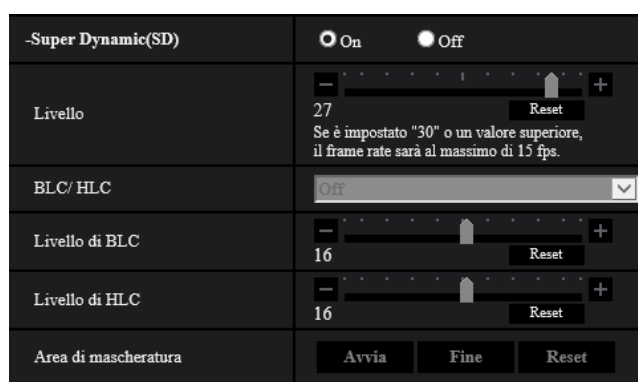 -Super Dynamic(SD) On Off
Livello
27 Reset
Se è impostato "30" o un valore superiore,
il frame rate sarà al massimo di 15 fps.
BLC/ HLC Off
Livello di BLC
16 Reset
Livello di HLC
16 Reset
Area di mascheratura Avvia Fine Reset